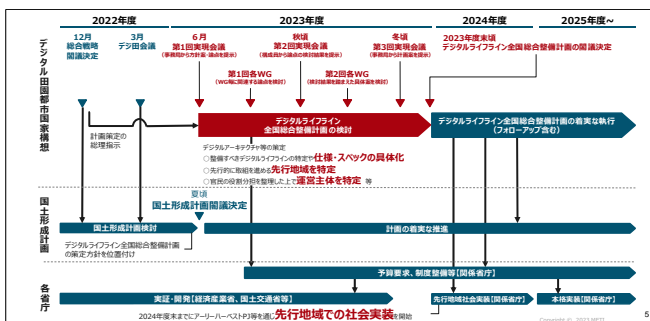 2022年度
2023年度
2024年度
2025年度~
デジタル田園都市国家構想
12月
総合戦略
閣議決定
3月
デジ田会議
6月
第1回実現会議
(事務局から方針案・論点を提示)
秋頃
第2回実現会議
(構成員から論点の検討結果を提示)
冬頃
第3回実現会議
(事務局から計画案を提示)
2023年度末頃
デジタルライフライン全国総合整備計画の閣議決定
第1回各WG
(WG毎に関連する論点を検討)
第2回各WG
(検討結果を踏まえた具体案を検討)
計画策定の
総理指示
デジタルライフライン
全国総合整備計画の検討
デジタルライフライン全国総合整備計画の着実な執行
(フォローアップ含む)
デジタルアーキテクチャ等の策定
○整備すべきデジタルライフラインの特定や仕様・スペックの具体化
○先行的に取組を進める先行地域を特定
○官民の役割分担を整理した上で運営主体を特定 等
国土形成計画
夏頃
国土形成計画閣議決定
国土形成計画検討
計画の着実な推進
デジタルライフライン全国総合整備計画
の策定方針を位置付け
各省庁
予算要求、制度整備等【関係省庁】
実証・開発【経済産業省、国土交通省等】
先行地域社会実装【関係省庁】
本格実装【関係省庁】
2024年度末までにアーリーハーベストPJ等を通じ先行地域での社会実装を開始
5
Copyright © 2023 METI